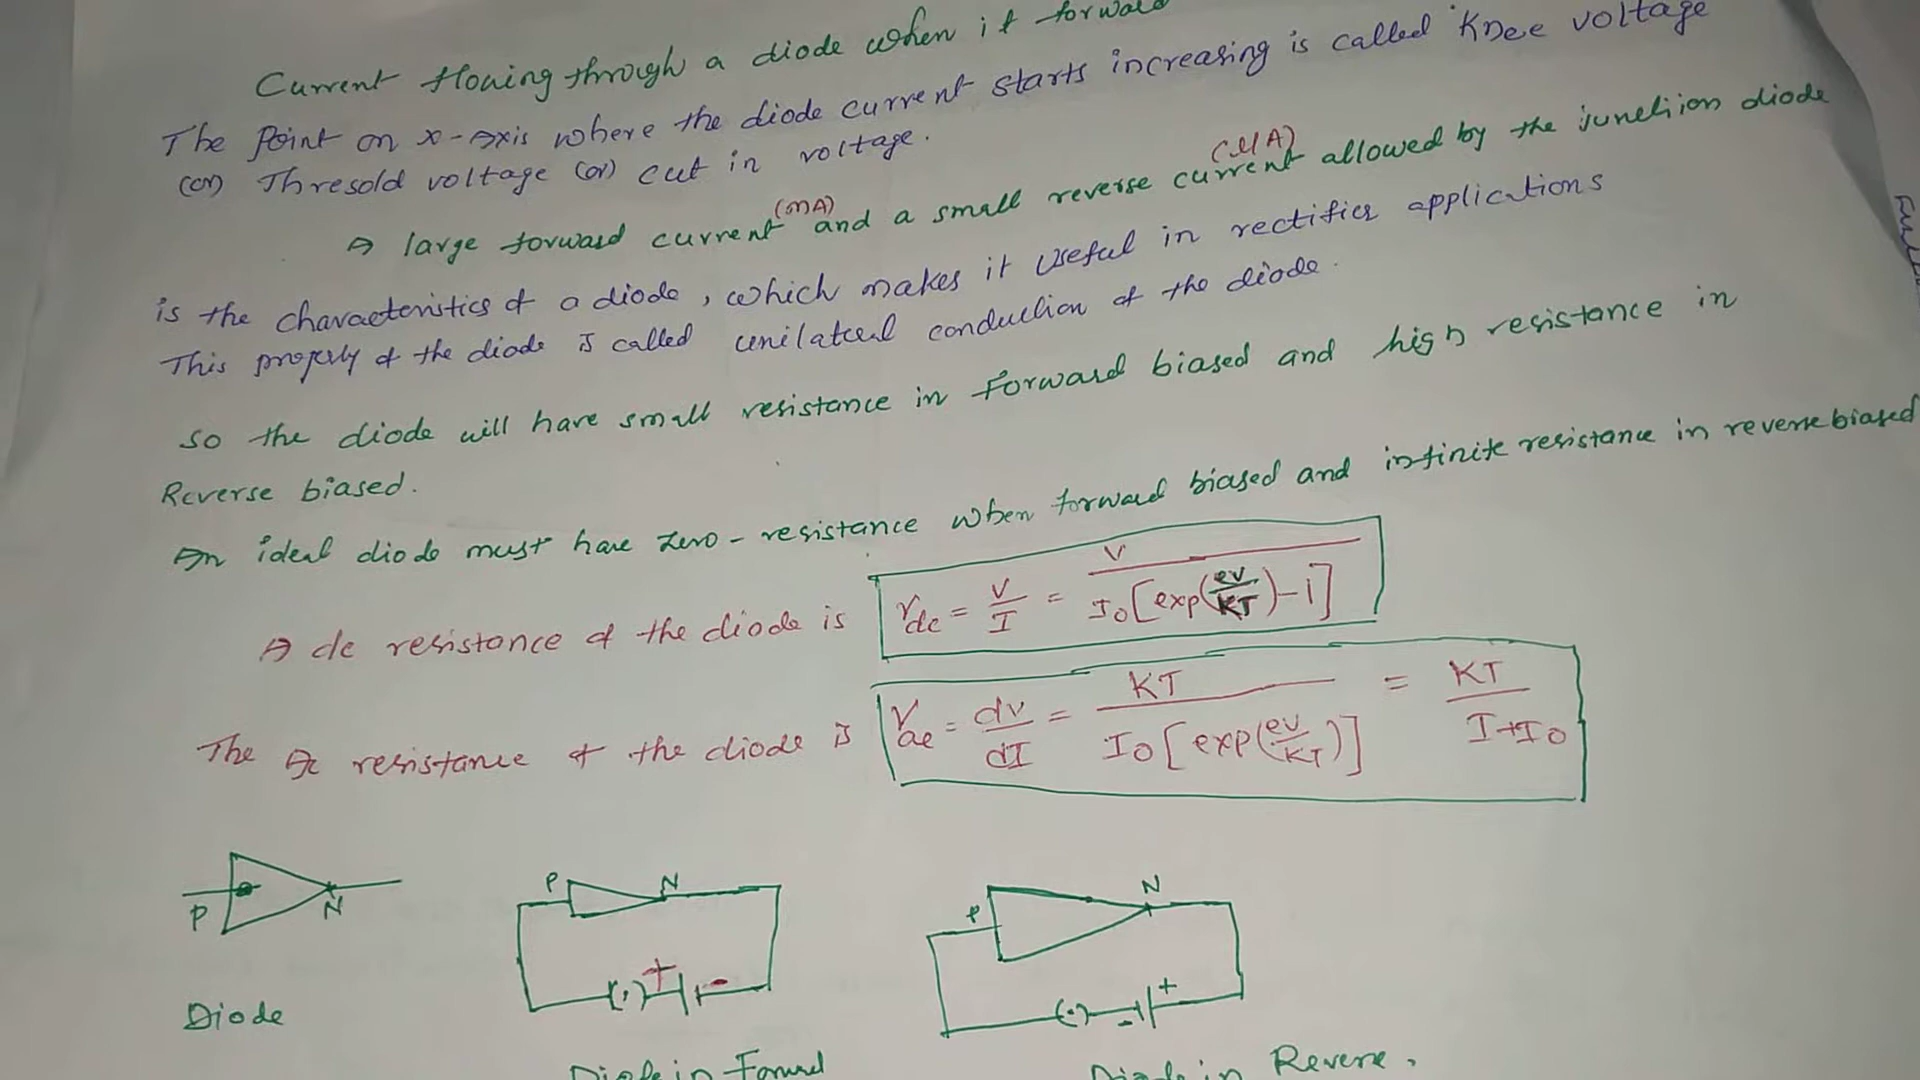 Current flowing through a diode when it forward
The Point on x-axis where the diode current starts increasing is called Knee voltage
(or) Thresold voltage (or) cut in voltage.
⇒ large forward current (mA) and a small reverse current (μA) allowed by the junction diode
is the characteristics of a diode, which makes it useful in rectifier applications
This property of the diode is called unilateral conduction of the diode.
So the diode will have small resistance in forward biased and high resistance in
Reverse biased.
An ideal diode must have zero-resistance when forward biased and infinite resistance in reverse biased
⇒ dc resistance of the diode is r_dc = V/I = V/I₀[exp(eV/KT)-1]
The Ac resistance of the diode is r_ac = dV/dI = KT/I₀[exp(eV/KT)] = KT/I+I₀
P N
P N
+ -
P N
- +
Diode
Diode in Forward
Diode in Reverse.